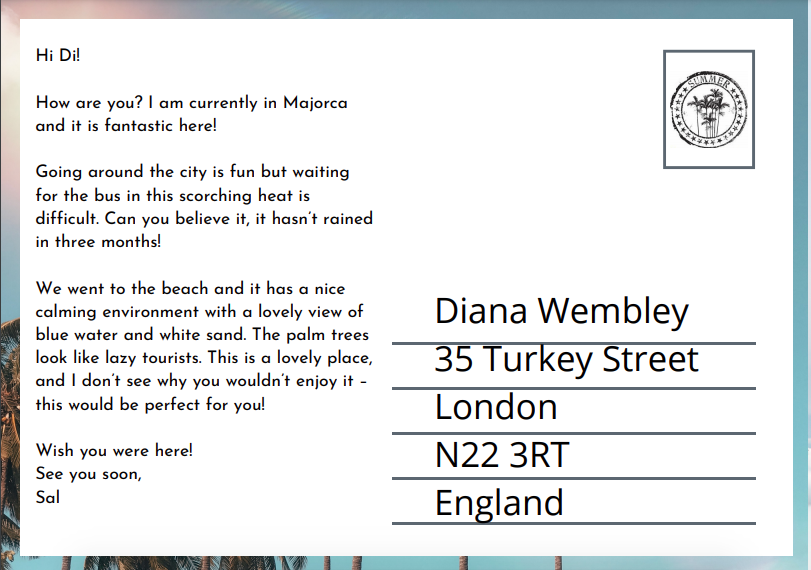 Hi Di!
How are you? I am currently in Majorca
and it is fantastic here!
Going around the city is fun but waiting
for the bus in this scorching heat is
difficult. Can you believe it, it hasn't rained
in three months!
We went to the beach and it has a nice
calming environment with a lovely view of
blue water and white sand. The palm trees
look like lazy tourists. This is a lovely place,
and I don't see why you wouldn't enjoy it –
this would be perfect for you!
Wish you were here!
See you soon,
Sal
SUMMER
Diana Wembley
35 Turkey Street
London
N22 3RT
England